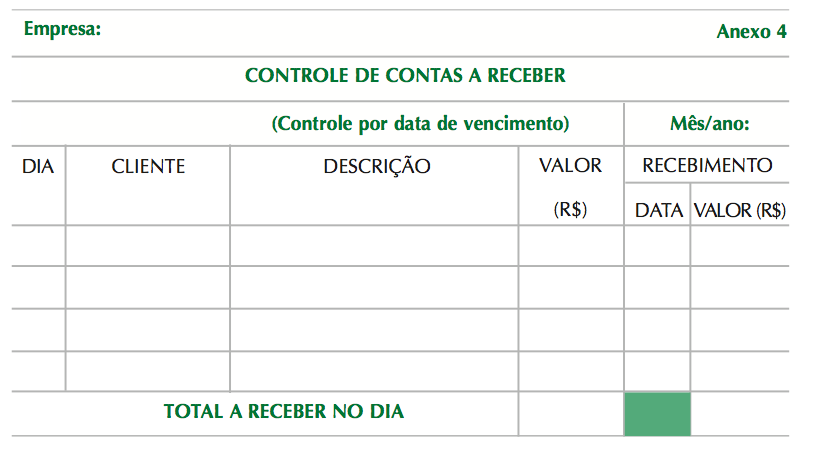 Empresa: Anexo 4
CONTROLE DE CONTAS A RECEBER
(Controle por data de vencimento) Mês/ano:
DIA CLIENTE DESCRIÇÃO VALOR RECEBIMENTO
(R$) DATA VALOR (R$)
TOTAL A RECEBER NO DIA